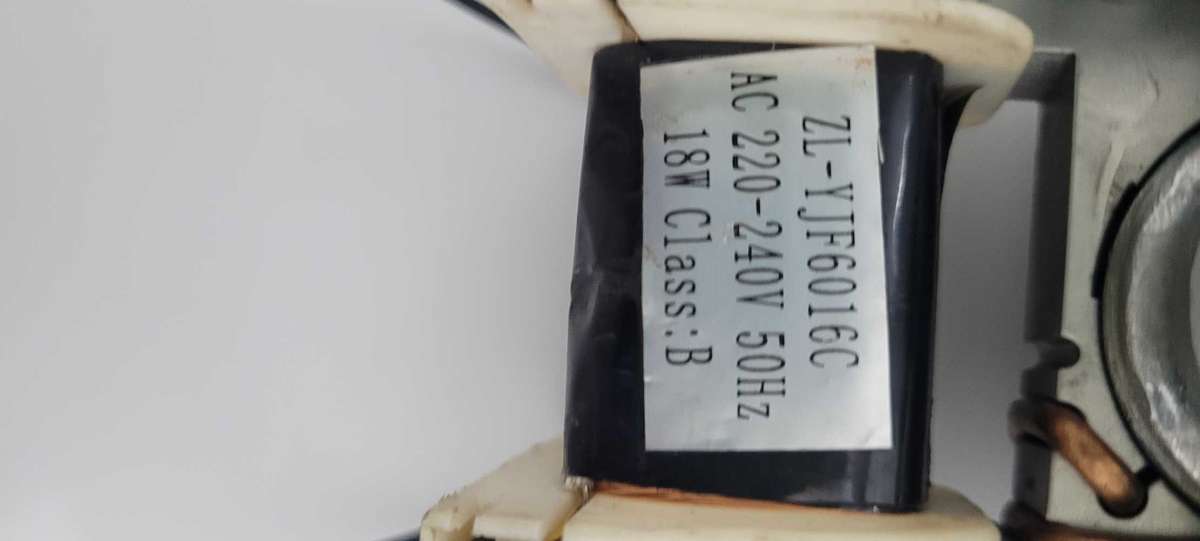 ZL-YJF6016C
AC 220-240V 50Hz
18W Class:B